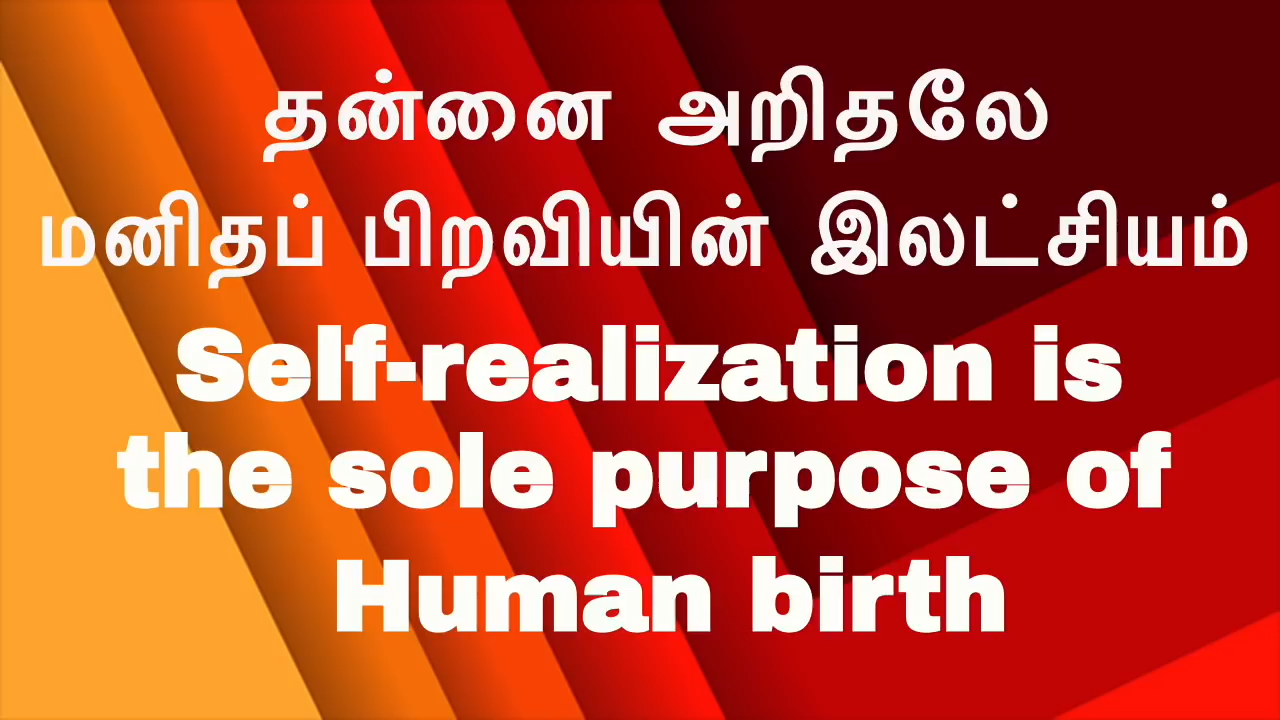 தன்னை அறிதலே
மனிதப் பிறவியின் இலட்சியம்
Self-realization is
the sole purpose of
Human birth